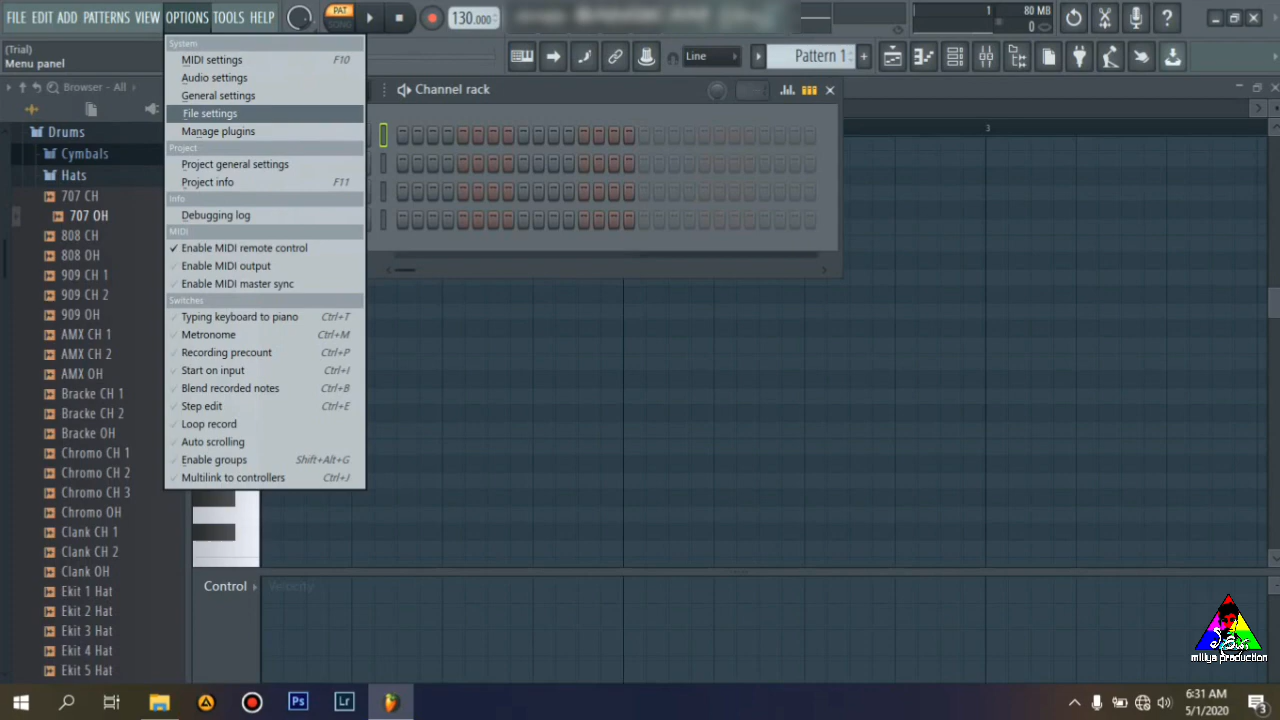 FILE EDIT ADD PATTERNS VIEW OPTIONS TOOLS HELP
PAT
SONG
130.000
1
80 MB
0
(Trial)
Menu panel
Line
Pattern 1
Browser - All
Channel rack
Drums
Cymbals
Hats
707 CH
707 OH
808 CH
808 OH
909 CH 1
909 CH 2
909 OH
AMX CH 1
AMX CH 2
AMX OH
Bracke CH 1
Bracke CH 2
Bracke OH
Chromo CH 1
Chromo CH 2
Chromo CH 3
Chromo OH
Clank CH 1
Clank CH 2
Clank OH
Ekit 1 Hat
Ekit 2 Hat
Ekit 3 Hat
Ekit 4 Hat
Ekit 5 Hat
System
MIDI settings F10
Audio settings
General settings
File settings
Manage plugins
Project
Project general settings
Project info F11
Info
Debugging log
MIDI
Enable MIDI remote control
Enable MIDI output
Enable MIDI master sync
Switches
Typing keyboard to piano Ctrl+T
Metronome Ctrl+M
Recording precount Ctrl+P
Start on input Ctrl+I
Blend recorded notes Ctrl+B
Step edit Ctrl+E
Loop record
Auto scrolling
Enable groups Shift+Alt+G
Multilink to controllers Ctrl+J
3
Control
Velocity
millya production
Ps
Lr
6:31 AM
5/1/2020
3